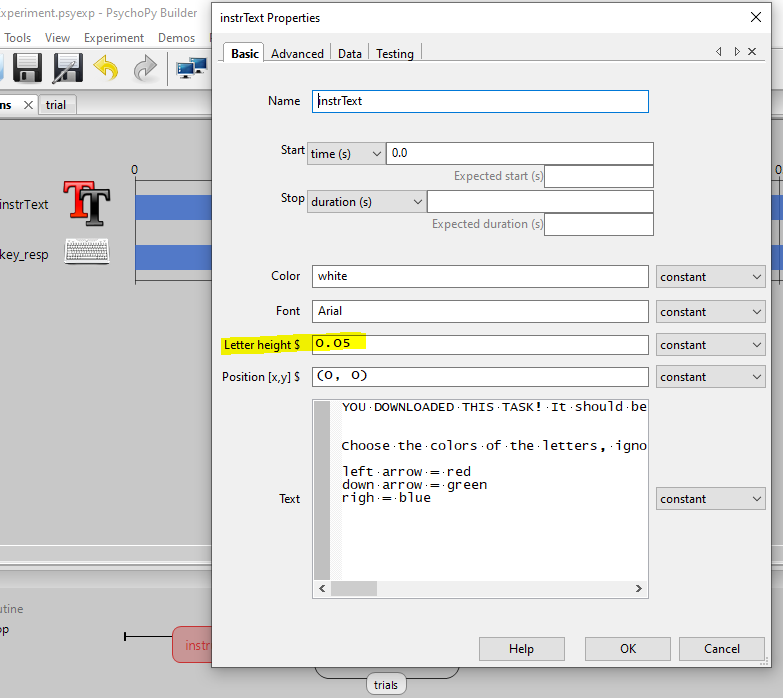 xperiment.psyexp - PsychoPy Builder
instrText Properties
Tools View Experiment Demos
Basic Advanced Data Testing
ns trial
Name instrText
Start time (s) 0.0
Expected start (s)
Stop duration (s)
Expected duration (s)
0
0
instrText
key_resp
Color white constant
Font Arial constant
Letter height $ 0.05 constant
Position [x,y] $ (0, 0) constant
Text constant
YOU·DOWNLOADED·THIS·TASK!·It·should·be
Choose·the·colors·of·the·letters,·igno
left·arrow·=·red
down·arrow·=·green
righ·=·blue
utine
op
instr
trials
Help OK Cancel